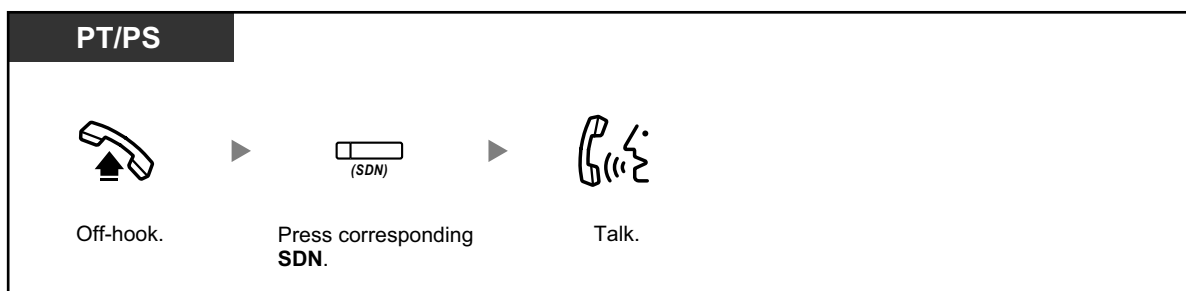 PT/PS
(SDN)
Off-hook.
Press corresponding
SDN.
Talk.